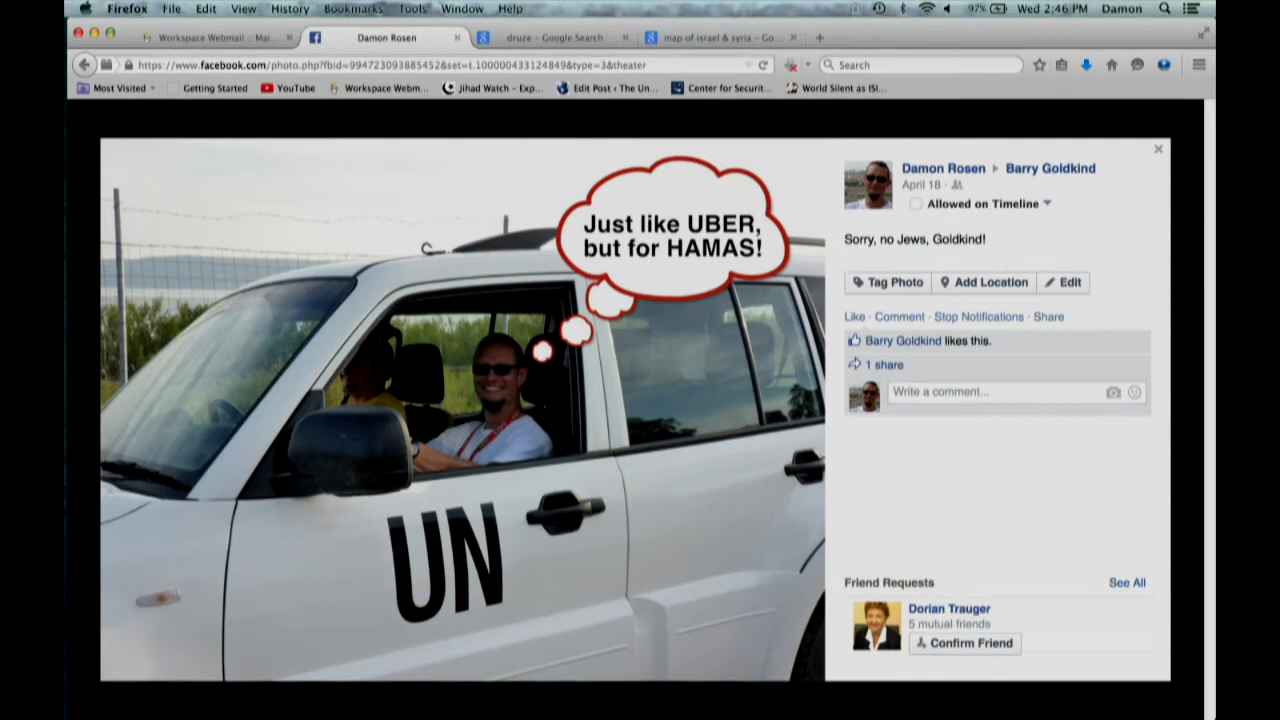 Firefox File Edit View History Bookmarks Tools Window Help 97% Wed 2:46 PM Damon
Workspace Webmail :: Mai... Damon Rosen druze - Google Search map of israel & syria - Go...
https://www.facebook.com/photo.php?fbid=994723093885452&set=t.100000433124849&type=3&theater Search
Most Visited Getting Started YouTube Workspace Webm... Jihad Watch - Exp... Edit Post ‹ The Un... Center for Securit... World Silent as ISI...
Just like UBER,
but for HAMAS!
UN
Damon Rosen ▸ Barry Goldkind
April 18 ·
Allowed on Timeline
Sorry, no Jews, Goldkind!
Tag Photo Add Location Edit
Like · Comment · Stop Notifications · Share
Barry Goldkind likes this.
1 share
Write a comment...
Friend Requests See All
Dorian Trauger
5 mutual friends
Confirm Friend